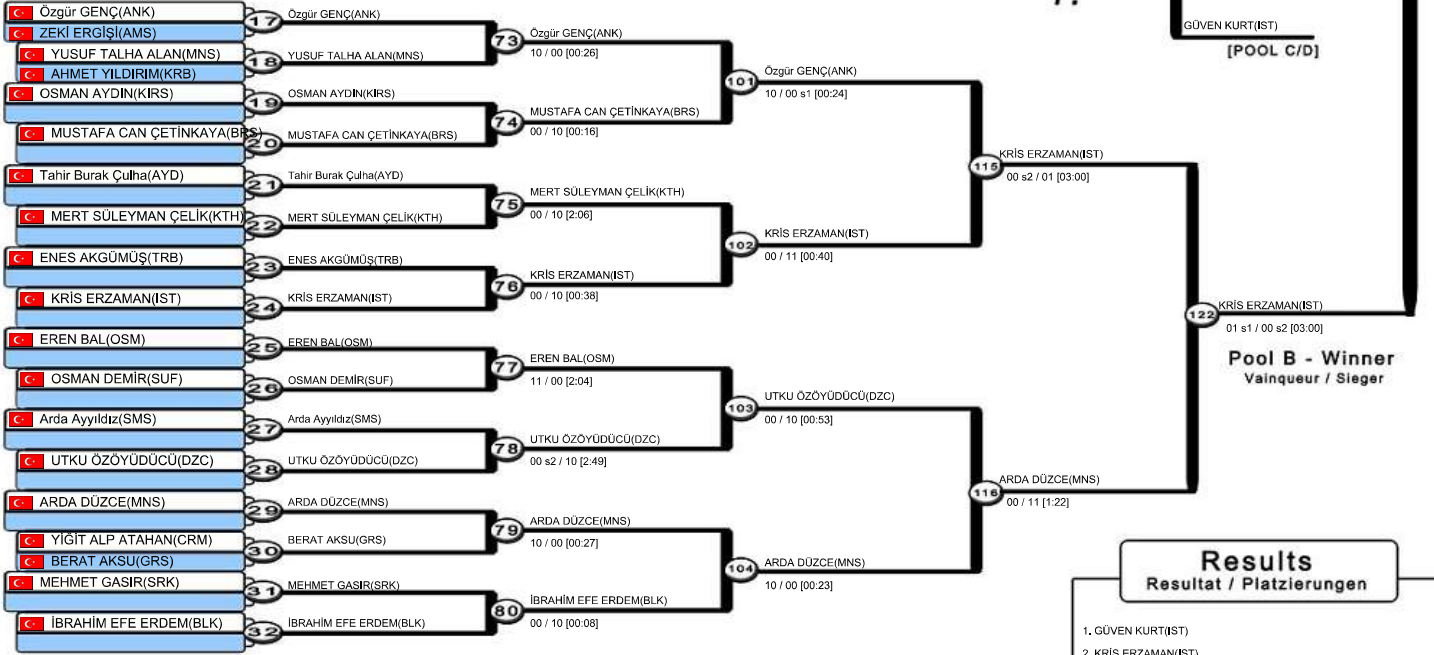 Özgür GENÇ(ANK)
ZEKİ ERGİŞİ(AMS)
17
Özgür GENÇ(ANK)
YUSUF TALHA ALAN(MNS)
AHMET YILDIRIM(KRB)
18
YUSUF TALHA ALAN(MNS)
73
Özgür GENÇ(ANK)
10 / 00 [00:26]
OSMAN AYDIN(KIRS)
19
OSMAN AYDIN(KIRS)
MUSTAFA CAN ÇETİNKAYA(BRS)
20
MUSTAFA CAN ÇETİNKAYA(BRS)
74
MUSTAFA CAN ÇETİNKAYA(BRS)
00 / 10 [00:16]
101
Özgür GENÇ(ANK)
10 / 00 s1 [00:24]
Tahir Burak Çulha(AYD)
21
Tahir Burak Çulha(AYD)
MERT SÜLEYMAN ÇELİK(KTH)
22
MERT SÜLEYMAN ÇELİK(KTH)
75
MERT SÜLEYMAN ÇELİK(KTH)
00 / 10 [2:06]
ENES AKGÜMÜŞ(TRB)
23
ENES AKGÜMÜŞ(TRB)
KRİS ERZAMAN(IST)
24
KRİS ERZAMAN(IST)
76
KRİS ERZAMAN(IST)
00 / 10 [00:38]
102
KRİS ERZAMAN(IST)
00 / 11 [00:40]
115
KRİS ERZAMAN(IST)
00 s2 / 01 [03:00]
EREN BAL(OSM)
25
EREN BAL(OSM)
OSMAN DEMİR(SUF)
26
OSMAN DEMİR(SUF)
77
EREN BAL(OSM)
11 / 00 [2:04]
Arda Ayyıldız(SMS)
27
Arda Ayyıldız(SMS)
UTKU ÖZÖYÜDÜCÜ(DZC)
28
UTKU ÖZÖYÜDÜCÜ(DZC)
78
UTKU ÖZÖYÜDÜCÜ(DZC)
00 s2 / 10 [2:49]
103
UTKU ÖZÖYÜDÜCÜ(DZC)
00 / 10 [00:53]
ARDA DÜZCE(MNS)
29
ARDA DÜZCE(MNS)
YİĞİT ALP ATAHAN(CRM)
BERAT AKSU(GRS)
30
BERAT AKSU(GRS)
79
ARDA DÜZCE(MNS)
10 / 00 [00:27]
MEHMET GASIR(SRK)
31
MEHMET GASIR(SRK)
İBRAHİM EFE ERDEM(BLK)
32
İBRAHİM EFE ERDEM(BLK)
80
İBRAHİM EFE ERDEM(BLK)
00 / 10 [00:08]
104
ARDA DÜZCE(MNS)
10 / 00 [00:23]
116
ARDA DÜZCE(MNS)
00 / 11 [1:22]
122
KRİS ERZAMAN(IST)
01 s1 / 00 s2 [03:00]
Pool B - Winner
Vainqueur / Sieger
GÜVEN KURT(IST)
[POOL C/D]
Results
Resultat / Platzierungen
1. GÜVEN KURT(IST)
2. KRİS ERZAMAN(IST)